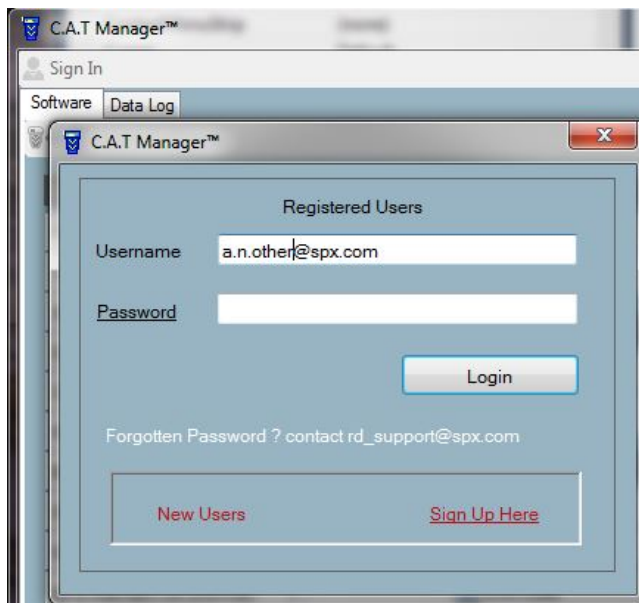 C.A.T Manager™
Sign In
Software Data Log
C.A.T Manager™
Registered Users
Username a.n.other@spx.com
Password
Login
Forgotten Password ? contact rd_support@spx.com
New Users Sign Up Here